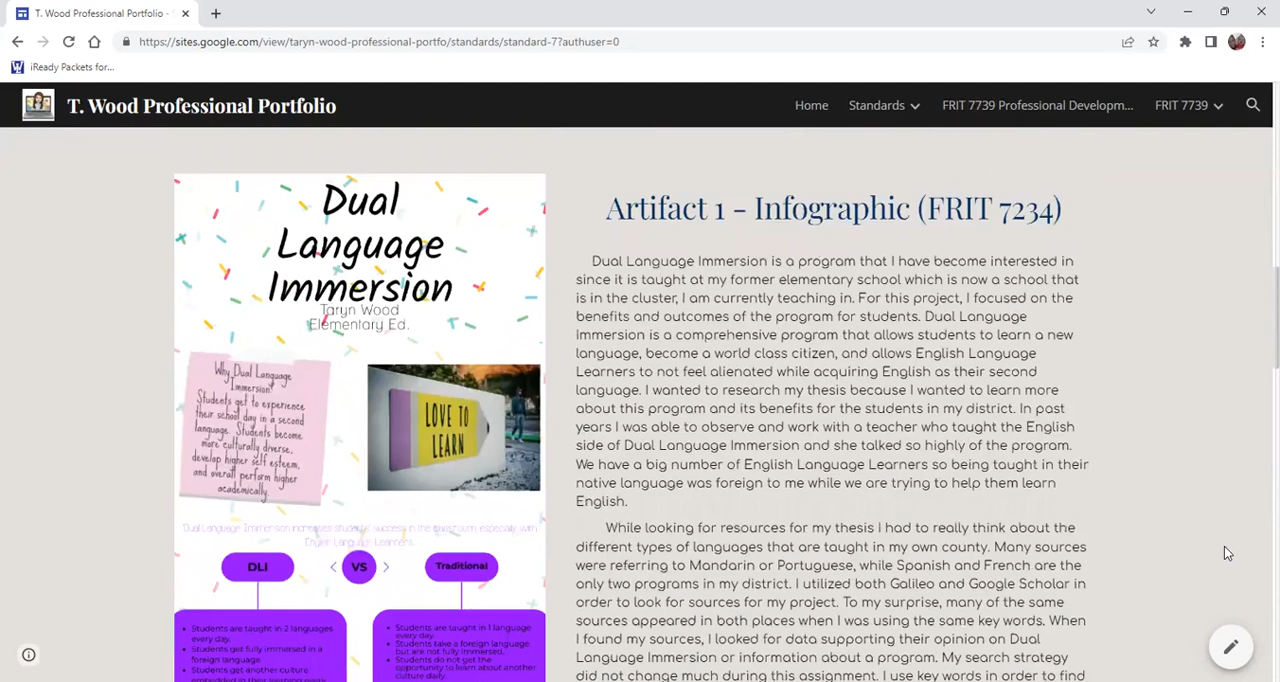 T. Wood Professional Portfolio -
https://sites.google.com/view/taryn-wood-professional-portfo/standards/standard-7?authuser=0
iReady Packets for...
T. Wood Professional Portfolio
Home
Standards
FRIT 7739 Professional Developm...
FRIT 7739
Dual
Language
Immersion
Taryn Wood
Elementary Ed.
Why Dual Language
Immersion?
Students get to experience
their school day in a second
language. Students become
more culturally diverse,
develop higher self esteem,
and overall perform higher
academically.
LOVE TO
LEARN
Dual Language Immersion increases students' success in the classroom especially with
English Language Learners.
DLI
VS
Traditional
• Students are taught in 2 languages
every day.
• Students get fully immersed in a
foreign language.
• Students get another culture
embedded in their learning every
• Students are taught in 1 language
every day.
• Students take a foreign language
but are not fully immersed.
• Students do not get the
opportunity to learn about another
culture daily.
Artifact 1 - Infographic (FRIT 7234)
Dual Language Immersion is a program that I have become interested in
since it is taught at my former elementary school which is now a school that
is in the cluster, I am currently teaching in. For this project, I focused on the
benefits and outcomes of the program for students. Dual Language
Immersion is a comprehensive program that allows students to learn a new
language, become a world class citizen, and allows English Language
Learners to not feel alienated while acquiring English as their second
language. I wanted to research my thesis because I wanted to learn more
about this program and its benefits for the students in my district. In past
years I was able to observe and work with a teacher who taught the English
side of Dual Language Immersion and she talked so highly of the program.
We have a big number of English Language Learners so being taught in their
native language was foreign to me while we are trying to help them learn
English.
While looking for resources for my thesis I had to really think about the
different types of languages that are taught in my own county. Many sources
were referring to Mandarin or Portuguese, while Spanish and French are the
only two programs in my district. I utilized both Galileo and Google Scholar in
order to look for sources for my project. To my surprise, many of the same
sources appeared in both places when I was using the same key words. When
I found my sources, I looked for data supporting their opinion on Dual
Language Immersion or information about a program. My search strategy
did not change much during this assignment. I use key words in order to find